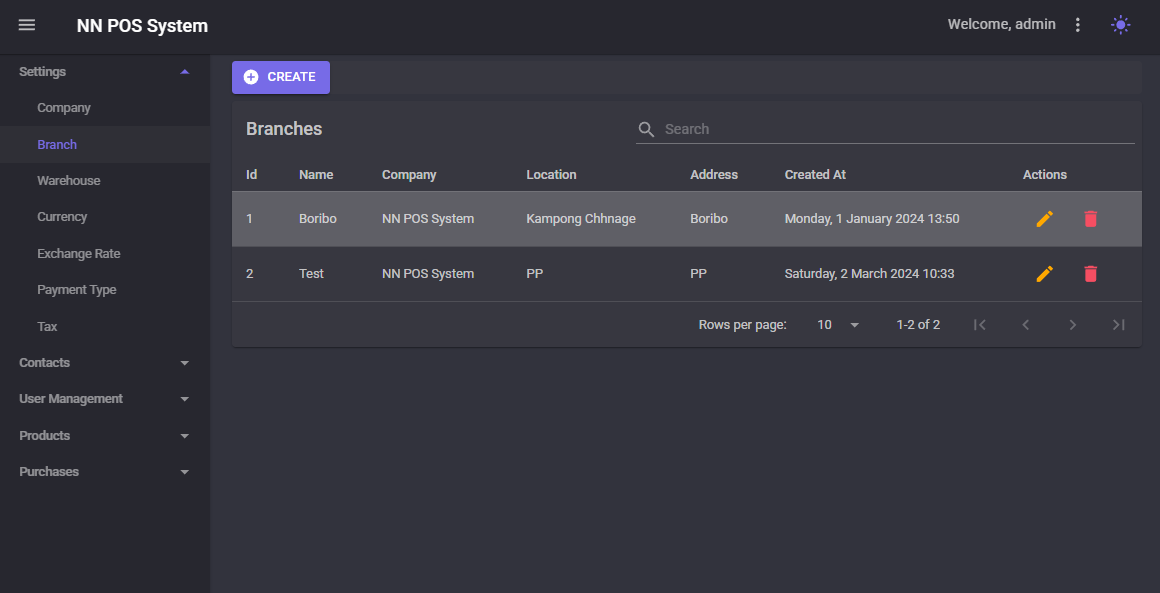 NN POS System
Welcome, admin
Settings
Company
Branch
Warehouse
Currency
Exchange Rate
Payment Type
Tax
Contacts
User Management
Products
Purchases
CREATE
Branches
Search
Id Name Company Location Address Created At Actions
1 Boribo NN POS System Kampong Chhnage Boribo Monday, 1 January 2024 13:50
2 Test NN POS System PP PP Saturday, 2 March 2024 10:33
Rows per page: 10 1-2 of 2